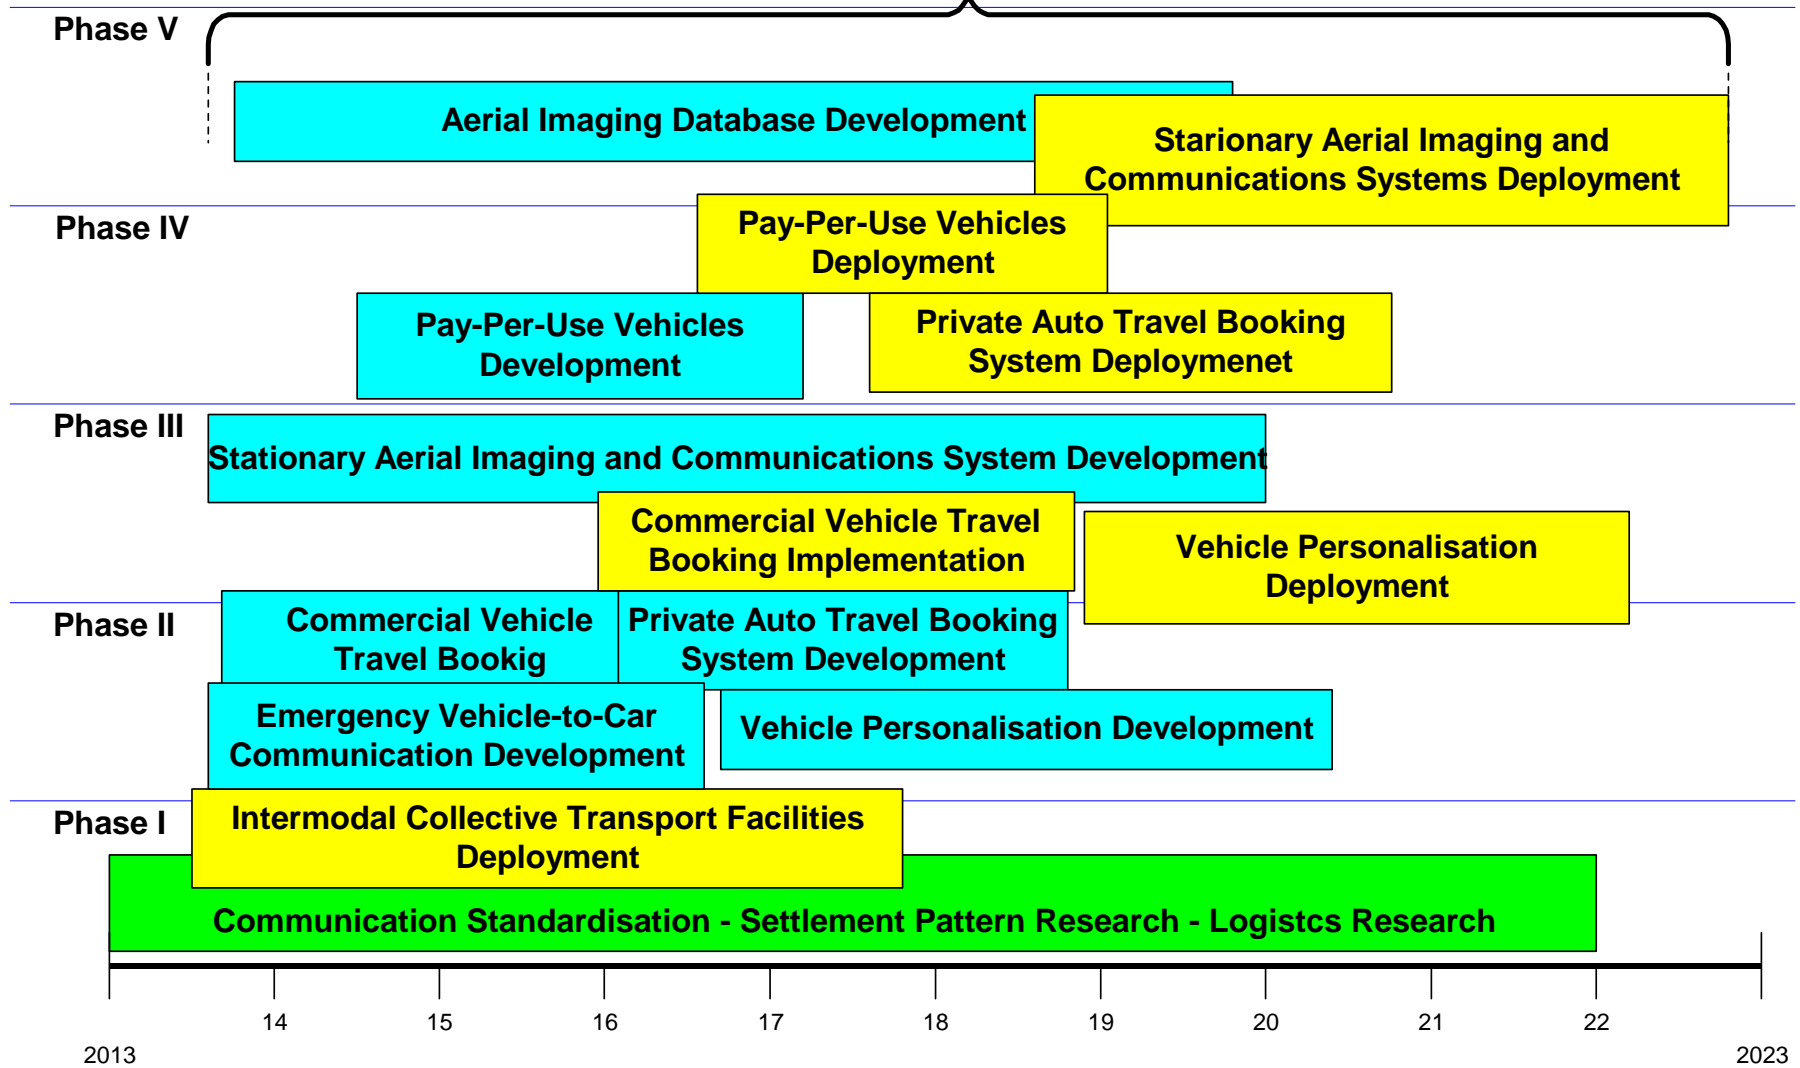 Phase V
Aerial Imaging Database Development
Starionary Aerial Imaging and
Communications Systems Deployment
Phase IV
Pay-Per-Use Vehicles
Deployment
Pay-Per-Use Vehicles
Development
Private Auto Travel Booking
System Deploymenet
Phase III
Stationary Aerial Imaging and Communications System Development
Commercial Vehicle Travel
Booking Implementation
Vehicle Personalisation
Deployment
Phase II
Commercial Vehicle
Travel Bookig
Private Auto Travel Booking
System Development
Emergency Vehicle-to-Car
Communication Development
Vehicle Personalisation Development
Phase I
Intermodal Collective Transport Facilities
Deployment
Communication Standardisation - Settlement Pattern Research - Logistcs Research
14 15 16 17 18 19 20 21 22
2013 2023